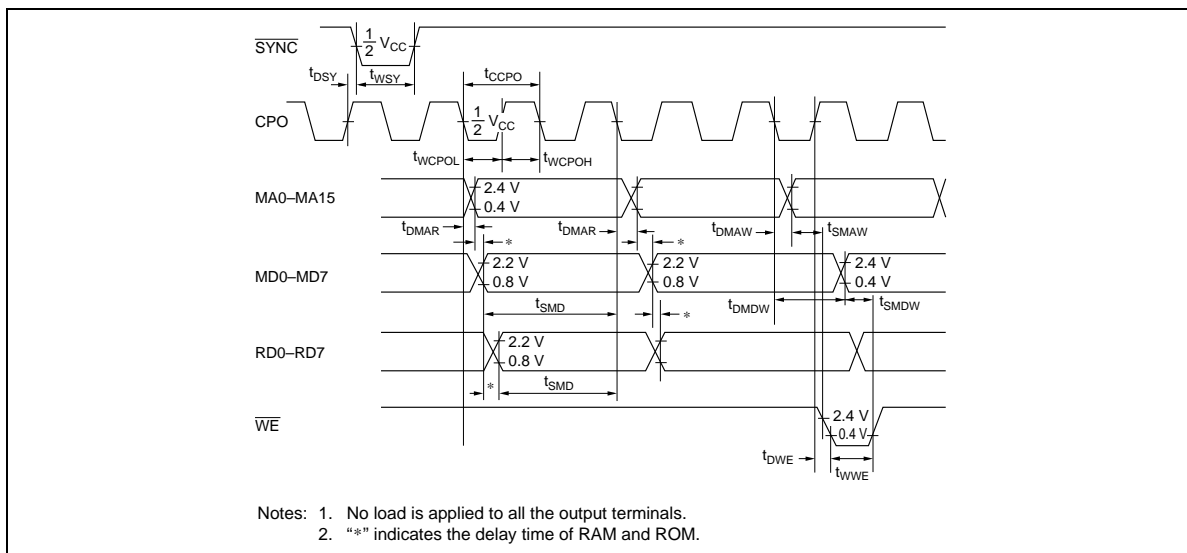 SYNC
1/2 VCC
tDSY
tWSY
tCCPO
CPO
1/2 VCC
tWCPOL
tWCPOH
MA0–MA15
2.4 V
0.4 V
tDMAR
*
tDMAR
*
tDMAW
tSMAW
MD0–MD7
2.2 V
0.8 V
2.2 V
0.8 V
2.4 V
0.4 V
tSMD
*
tDMDW
tSMDW
RD0–RD7
2.2 V
0.8 V
*
tSMD
WE
2.4 V
0.4 V
tDWE
tWWE
Notes: 1. No load is applied to all the output terminals.
2. “*” indicates the delay time of RAM and ROM.